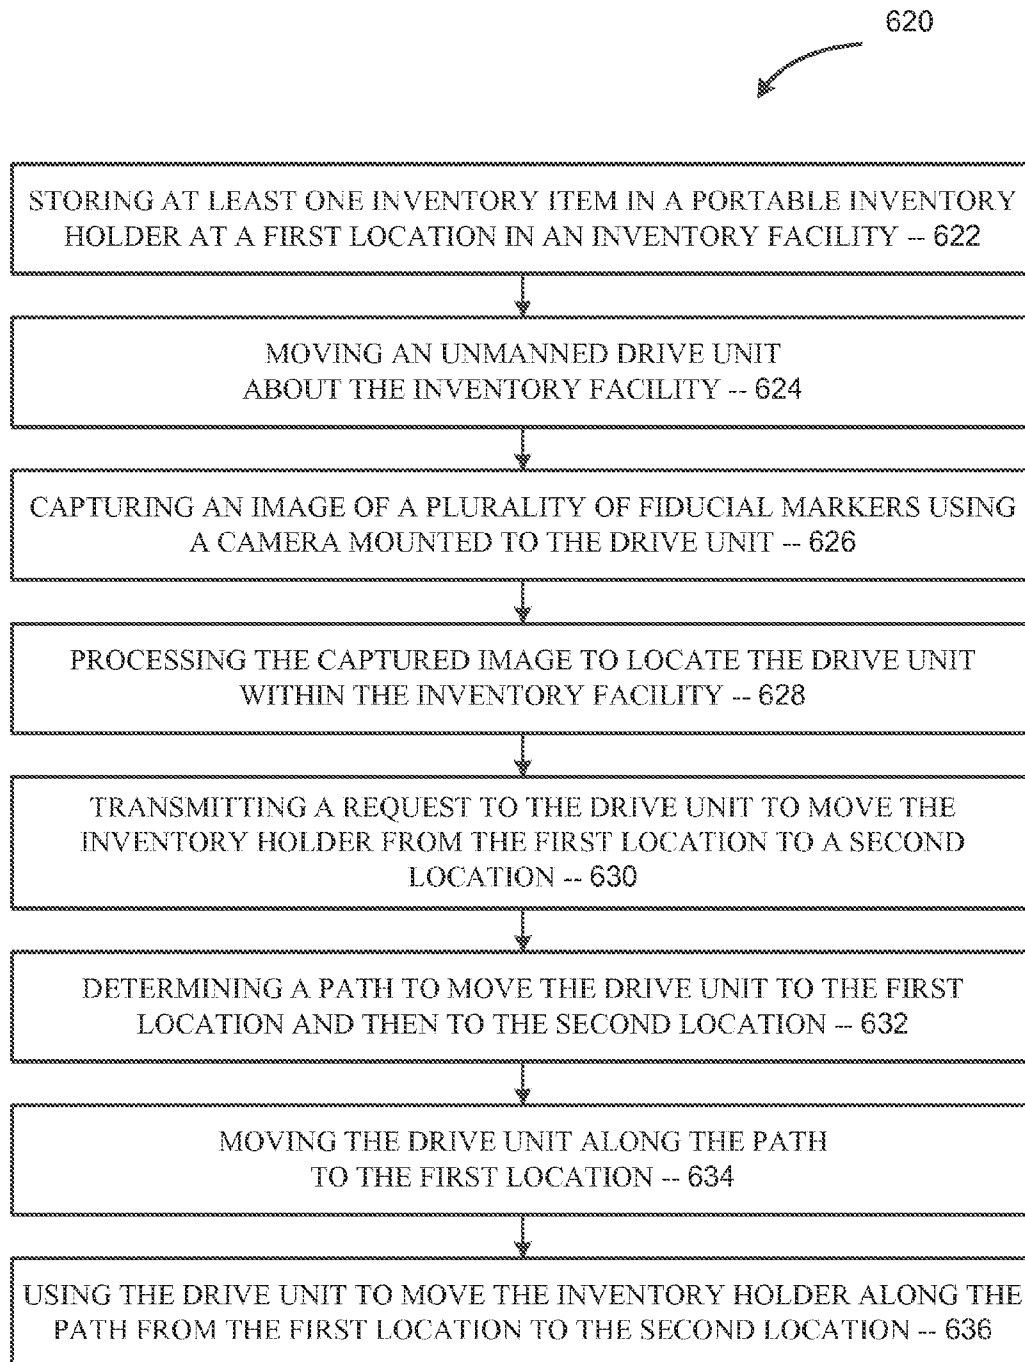 620
STORING AT LEAST ONE INVENTORY ITEM IN A PORTABLE INVENTORY
HOLDER AT A FIRST LOCATION IN AN INVENTORY FACILITY -- 622
MOVING AN UNMANNED DRIVE UNIT
ABOUT THE INVENTORY FACILITY -- 624
CAPTURING AN IMAGE OF A PLURALITY OF FIDUCIAL MARKERS USING
A CAMERA MOUNTED TO THE DRIVE UNIT -- 626
PROCESSING THE CAPTURED IMAGE TO LOCATE THE DRIVE UNIT
WITHIN THE INVENTORY FACILITY -- 628
TRANSMITTING A REQUEST TO THE DRIVE UNIT TO MOVE THE
INVENTORY HOLDER FROM THE FIRST LOCATION TO A SECOND
LOCATION -- 630
DETERMINING A PATH TO MOVE THE DRIVE UNIT TO THE FIRST
LOCATION AND THEN TO THE SECOND LOCATION -- 632
MOVING THE DRIVE UNIT ALONG THE PATH
TO THE FIRST LOCATION -- 634
USING THE DRIVE UNIT TO MOVE THE INVENTORY HOLDER ALONG THE
PATH FROM THE FIRST LOCATION TO THE SECOND LOCATION -- 636